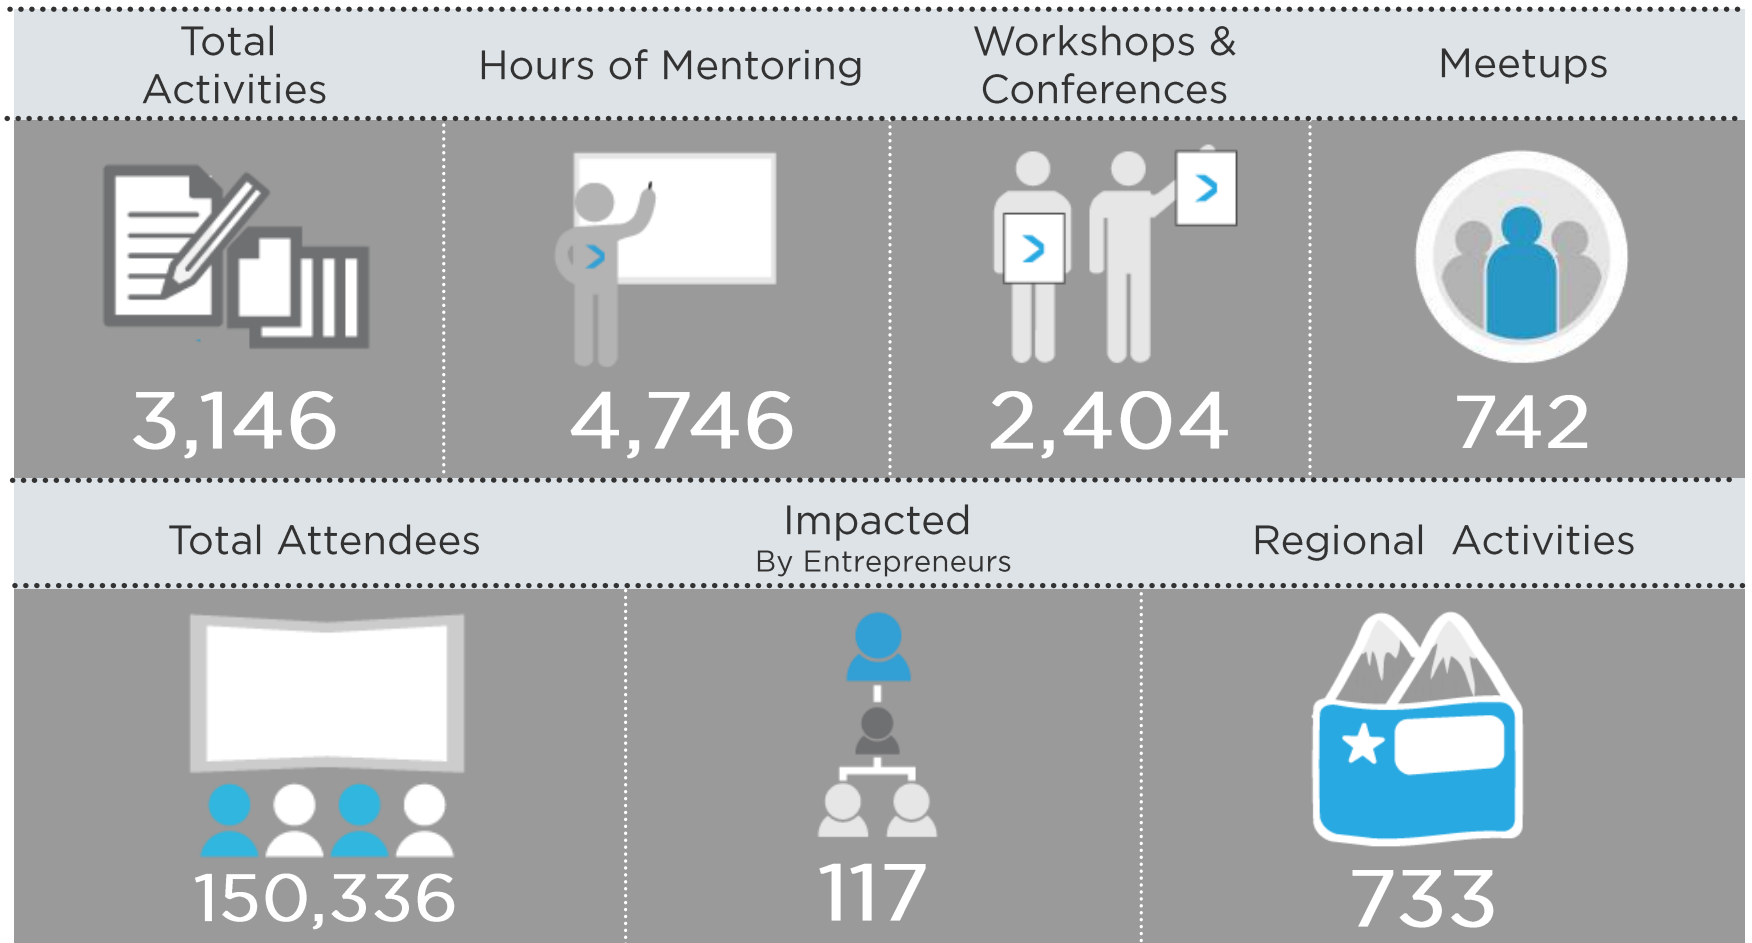 Total
Activities
Hours of Mentoring
Workshops &
Conferences
Meetups
3,146
4,746
2,404
742
Total Attendees
Impacted
By Entrepreneurs
Regional Activities
150,336
117
733